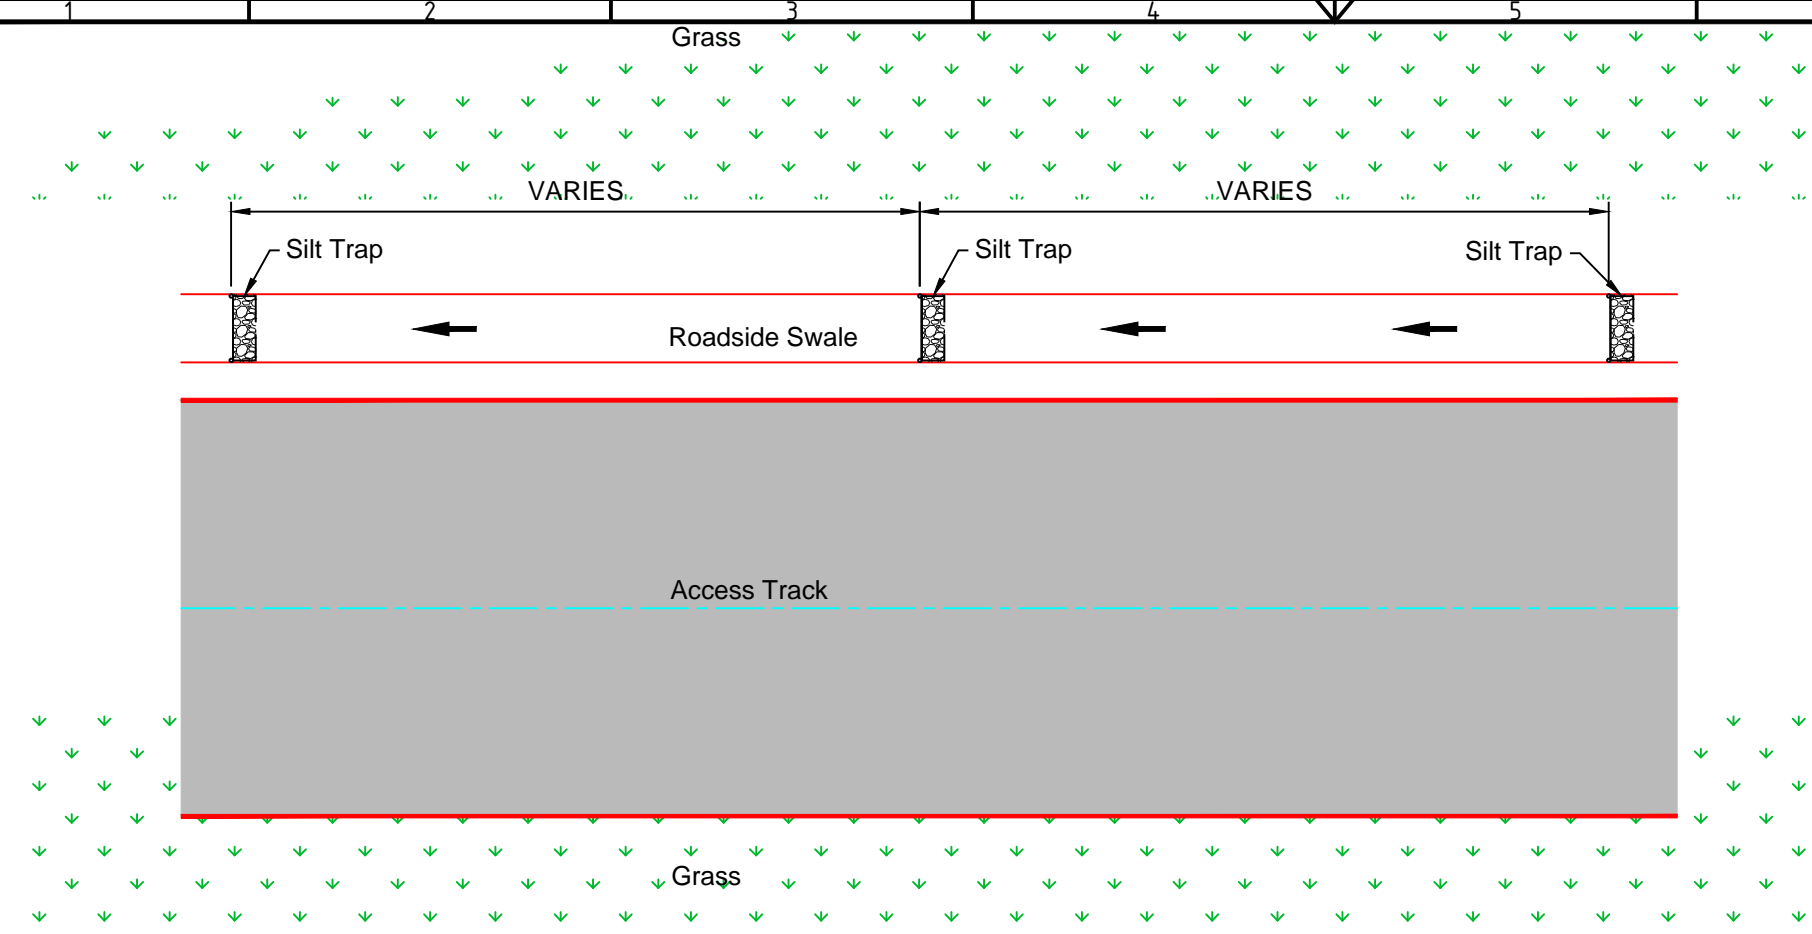 1 2 3 4 5
Grass
VARIES VARIES
Silt Trap Silt Trap Silt Trap
Roadside Swale
Access Track
Grass